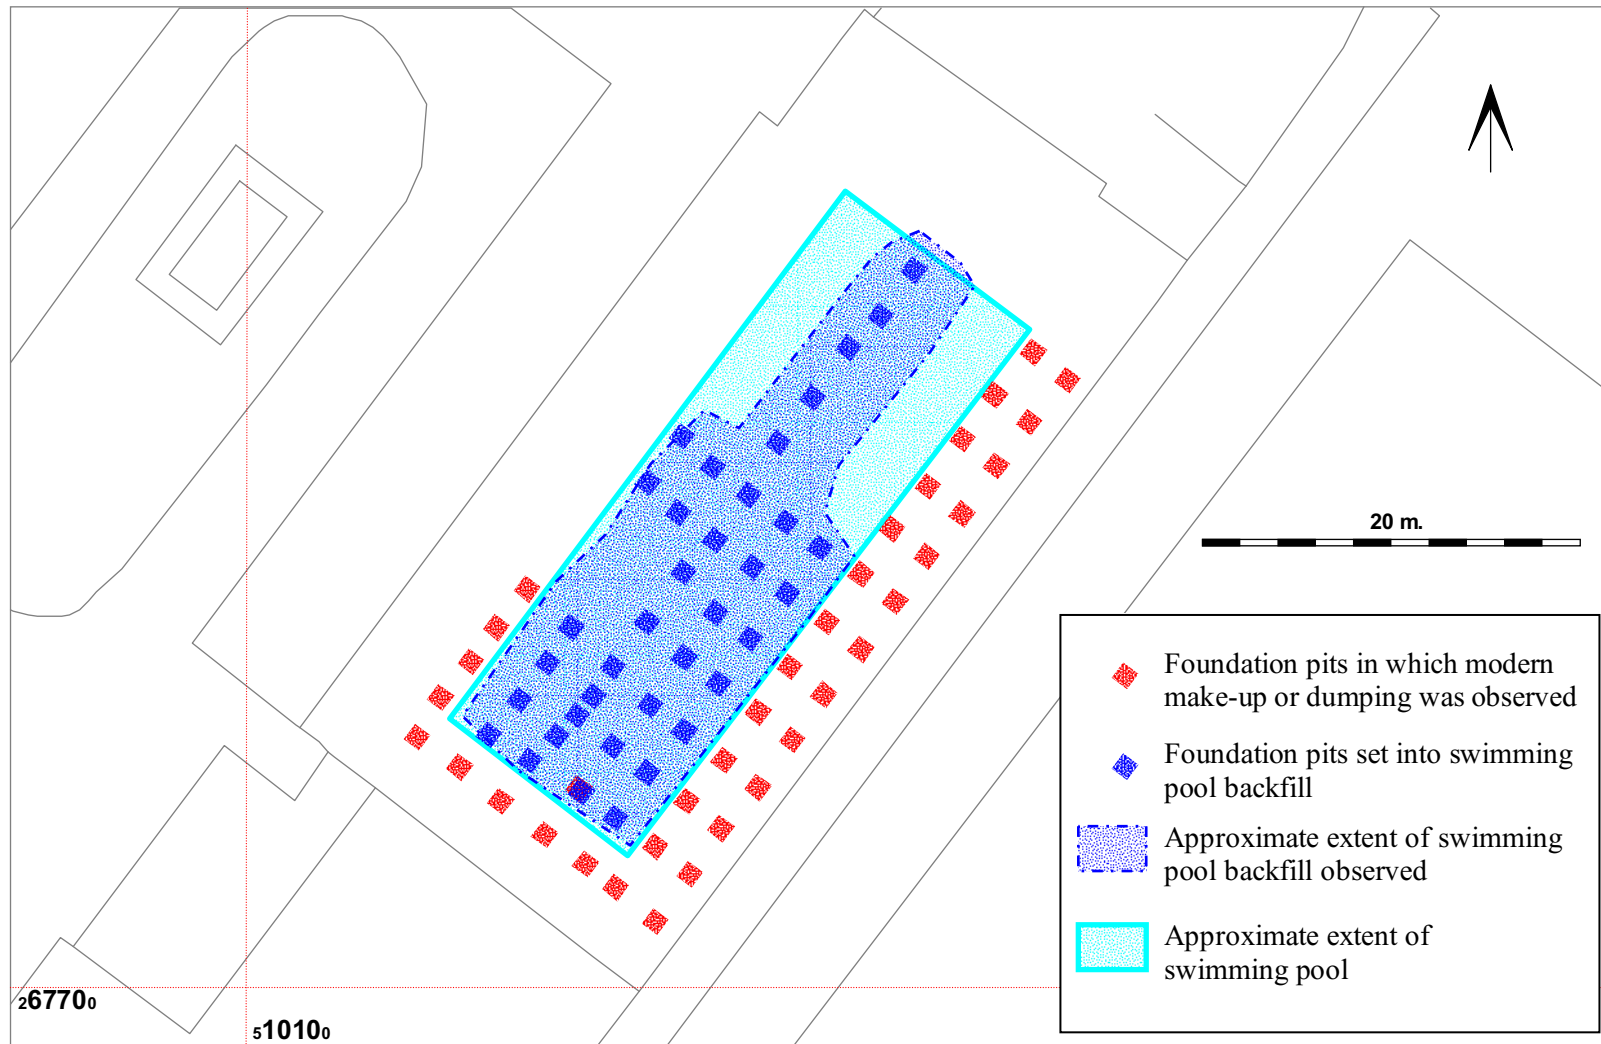 20 m.
Foundation pits in which modern
make-up or dumping was observed
Foundation pits set into swimming
pool backfill
Approximate extent of swimming
pool backfill observed
Approximate extent of
swimming pool
267700
510100